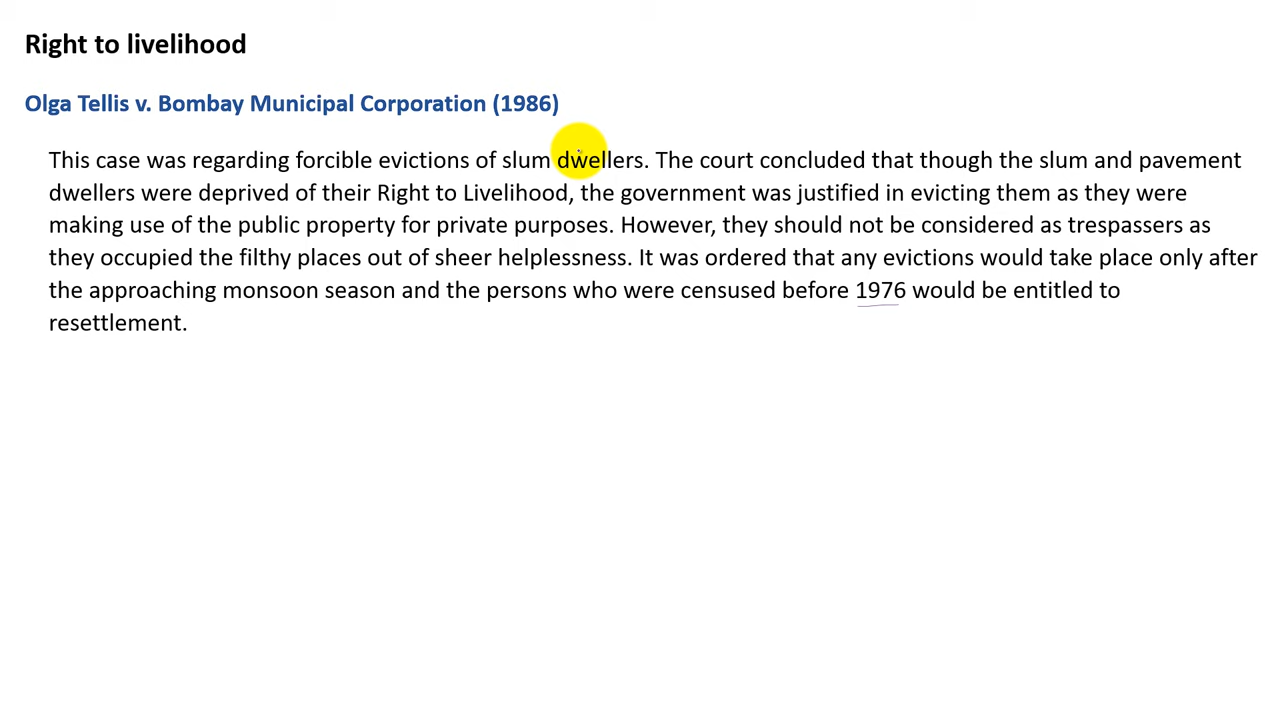 Right to livelihood
Olga Tellis v. Bombay Municipal Corporation (1986)
This case was regarding forcible evictions of slum dwellers. The court concluded that though the slum and pavement
dwellers were deprived of their Right to Livelihood, the government was justified in evicting them as they were
making use of the public property for private purposes. However, they should not be considered as trespassers as
they occupied the filthy places out of sheer helplessness. It was ordered that any evictions would take place only after
the approaching monsoon season and the persons who were censused before 1976 would be entitled to
resettlement.